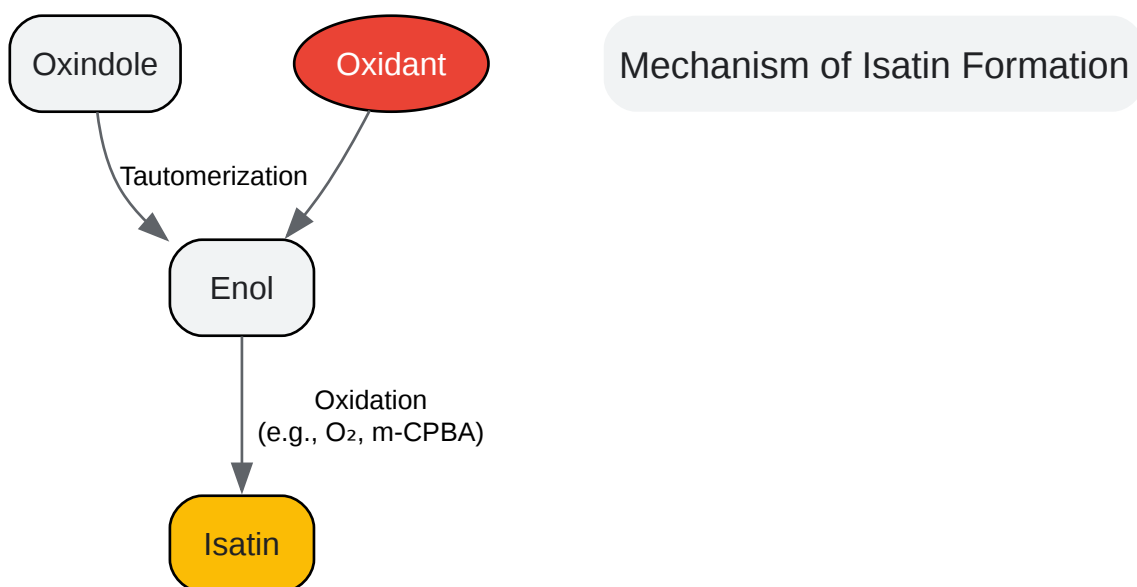 Oxindole
Oxidant
Mechanism of Isatin Formation
Tautomerization
Enol
Oxidation
(e.g., O₂, m-CPBA)
Isatin